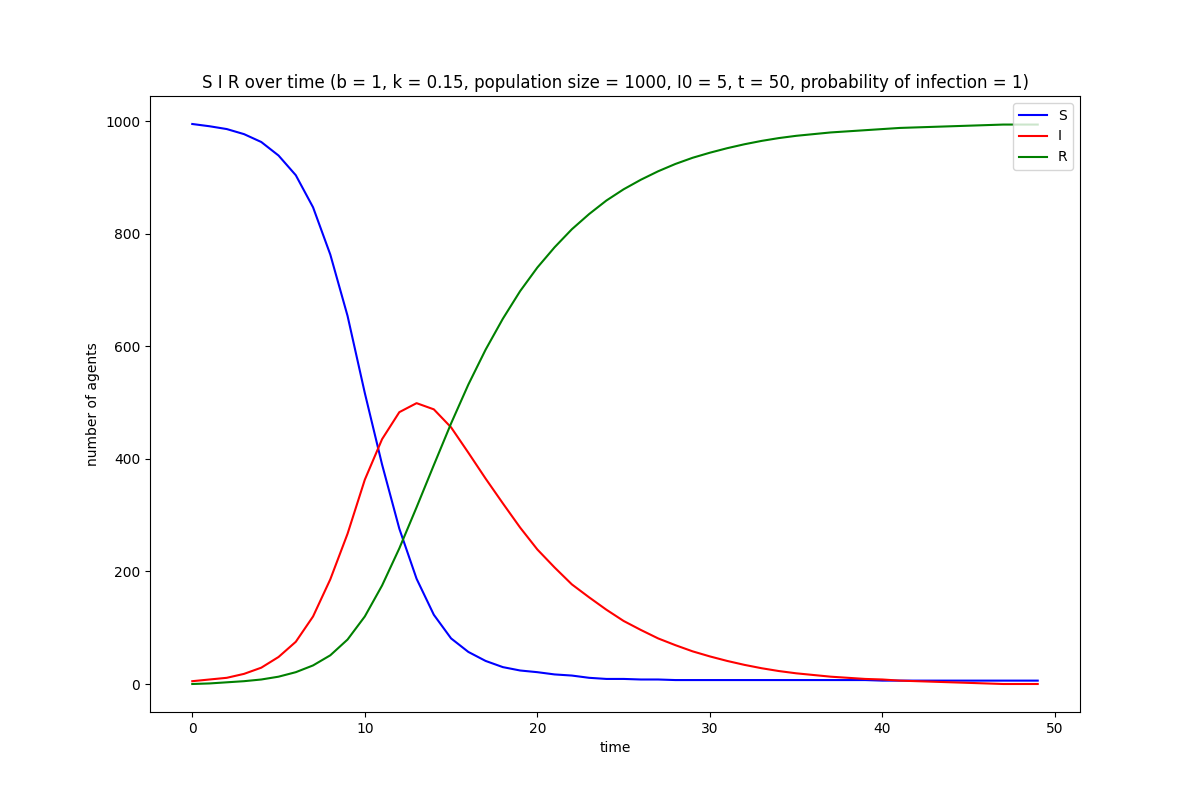 S I R over time (b = 1, k = 0.15, population size = 1000, I0 = 5, t = 50, probability of infection = 1)
S
I
R
1000
800
600
400
200
0
number of agents
0 10 20 30 40 50
time